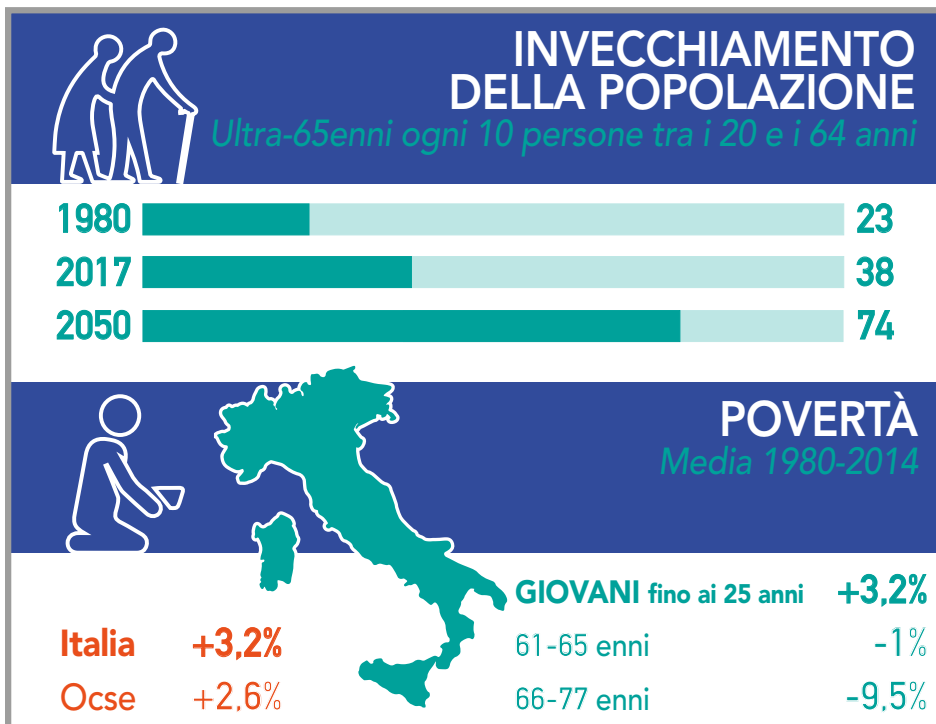 INVECCHIAMENTO
DELLA POPOLAZIONE
Ultra-65enni ogni 10 persone tra i 20 e i 64 anni
1980 23
2017 38
2050 74
POVERTÀ
Media 1980-2014
Italia +3,2%
Ocse +2,6%
GIOVANI fino ai 25 anni +3,2%
61-65 enni -1%
66-77 enni -9,5%